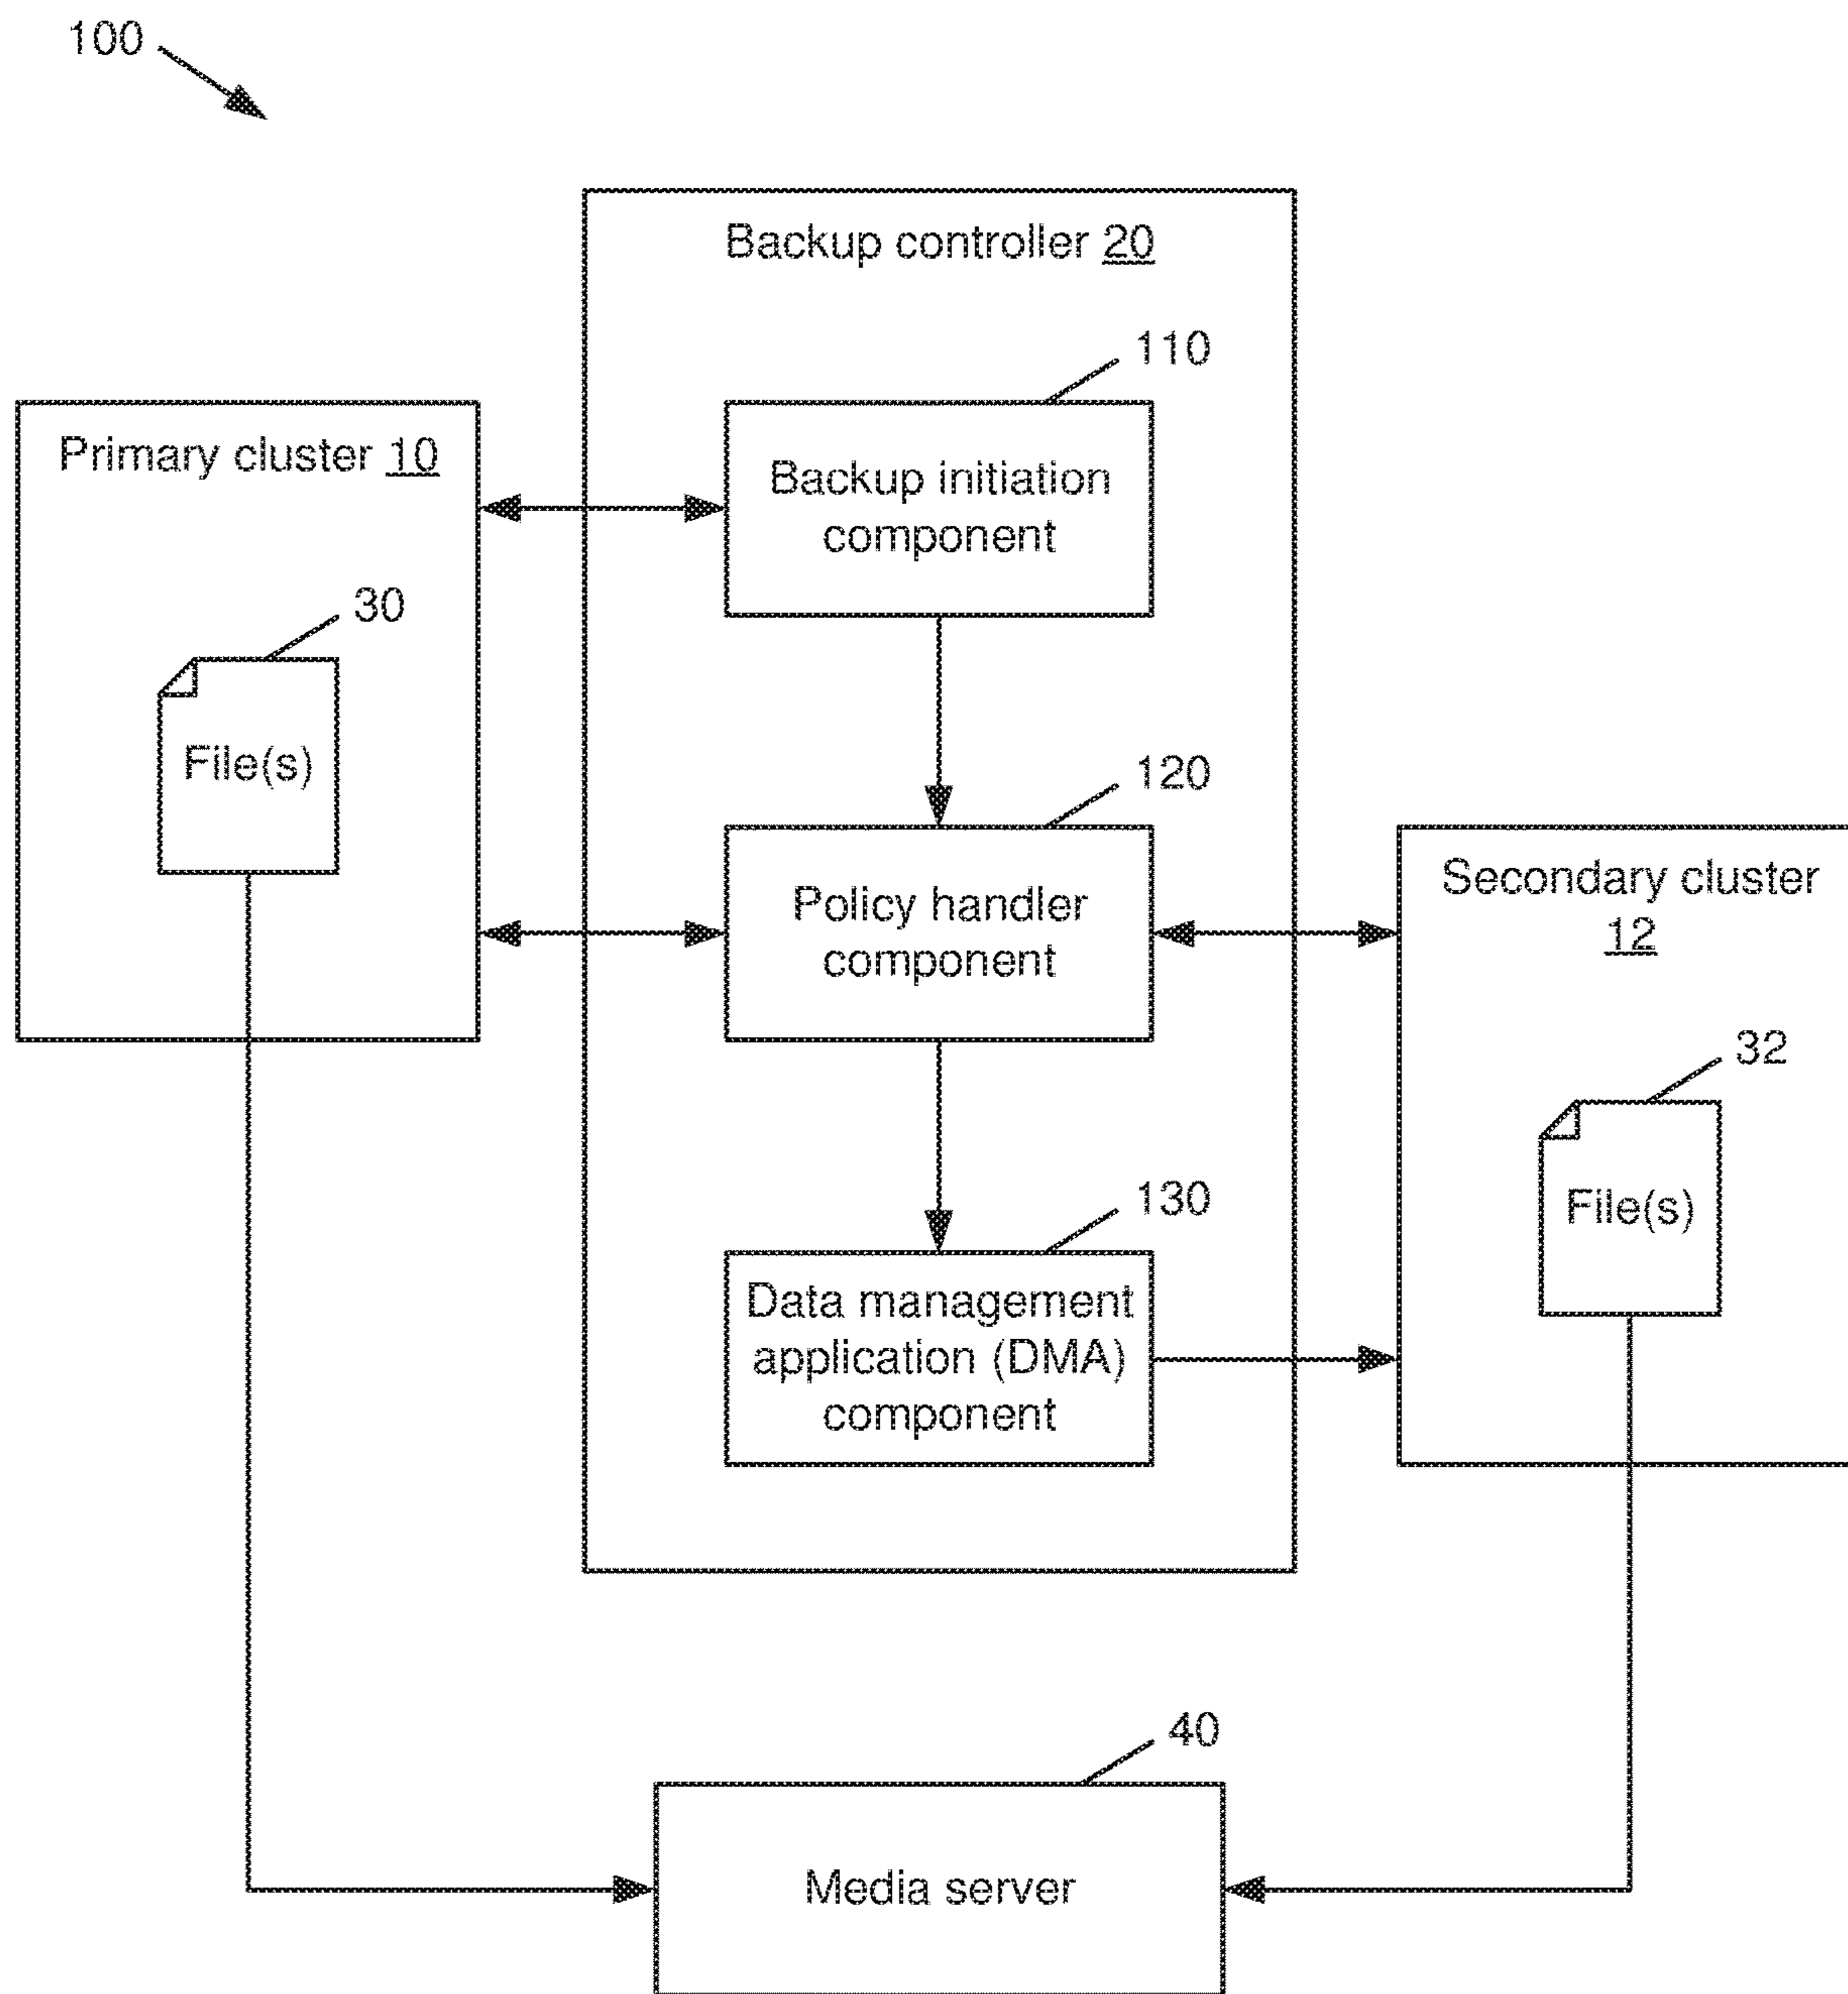 100
Backup controller 20
110
Primary cluster 10
Backup initiation
component
30
File(s)
120
Policy handler
component
Secondary cluster
12
32
File(s)
130
Data management
application (DMA)
component
40
Media server